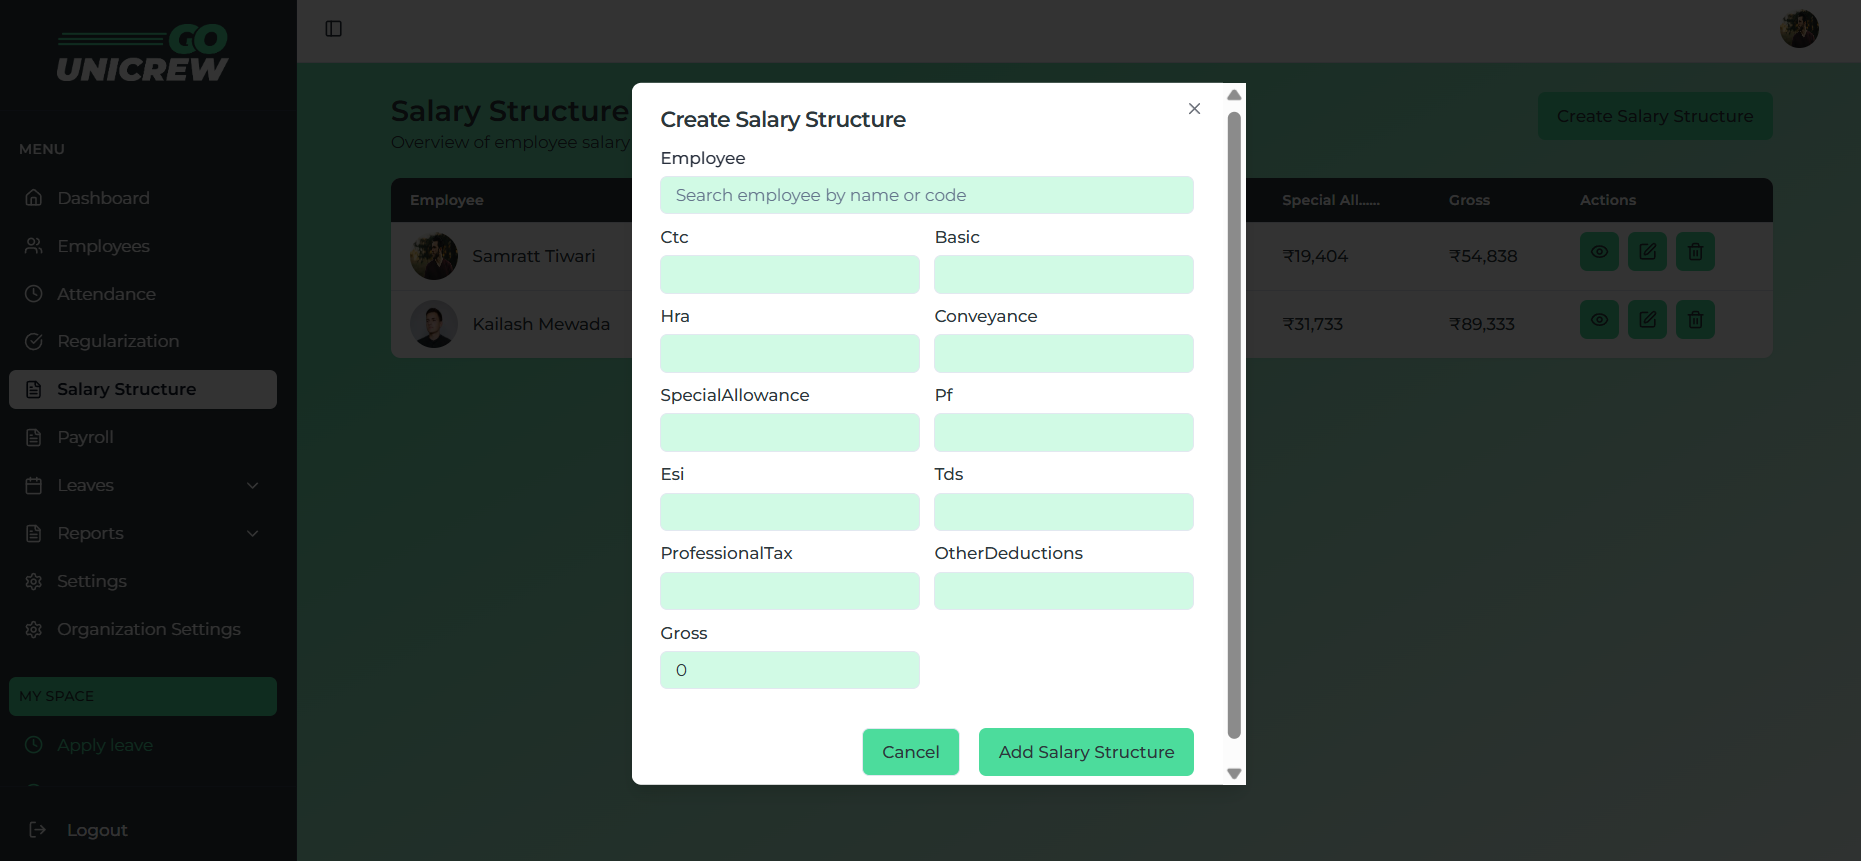 GO
UNICREW
MENU
Dashboard
Employees
Attendance
Regularization
Salary Structure
Payroll
Leaves
Reports
Settings
Organization Settings
MY SPACE
Apply leave
Logout
Salary Structure
Overview of employee salary
Create Salary Structure
Employee
Special All......
Gross
Actions
Samratt Tiwari
₹19,404
₹54,838
Kailash Mewada
₹31,733
₹89,333
Create Salary Structure
Employee
Search employee by name or code
Ctc
Basic
Hra
Conveyance
SpecialAllowance
Pf
Esi
Tds
ProfessionalTax
OtherDeductions
Gross
0
Cancel
Add Salary Structure